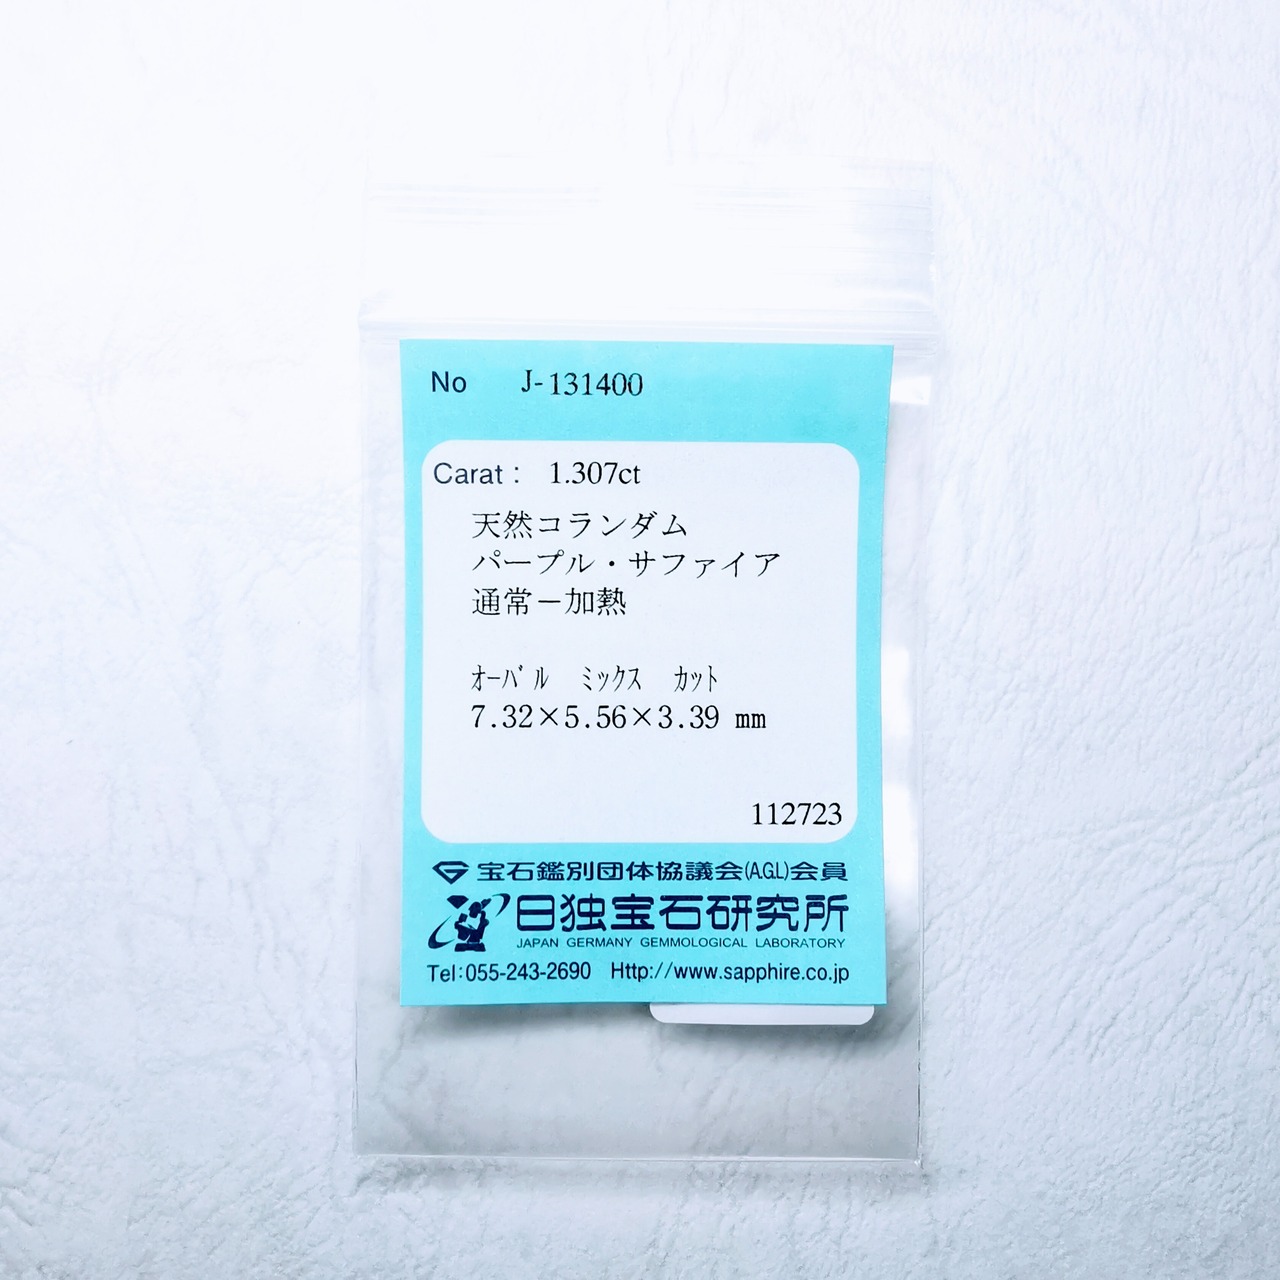 No J-131400
Carat: 1.307ct
天然コランダム
パープル・サファイア
通常－加熱
ｵｰﾊﾞﾙ ﾐｯｸｽ ｶｯﾄ
7.32×5.56×3.39 mm
112723
宝石鑑別団体協議会(A.G.L)会員
日独宝石研究所
JAPAN GERMANY GEMMOLOGICAL LABORATORY
Tel:055-243-2690 Http://www.sapphire.co.jp